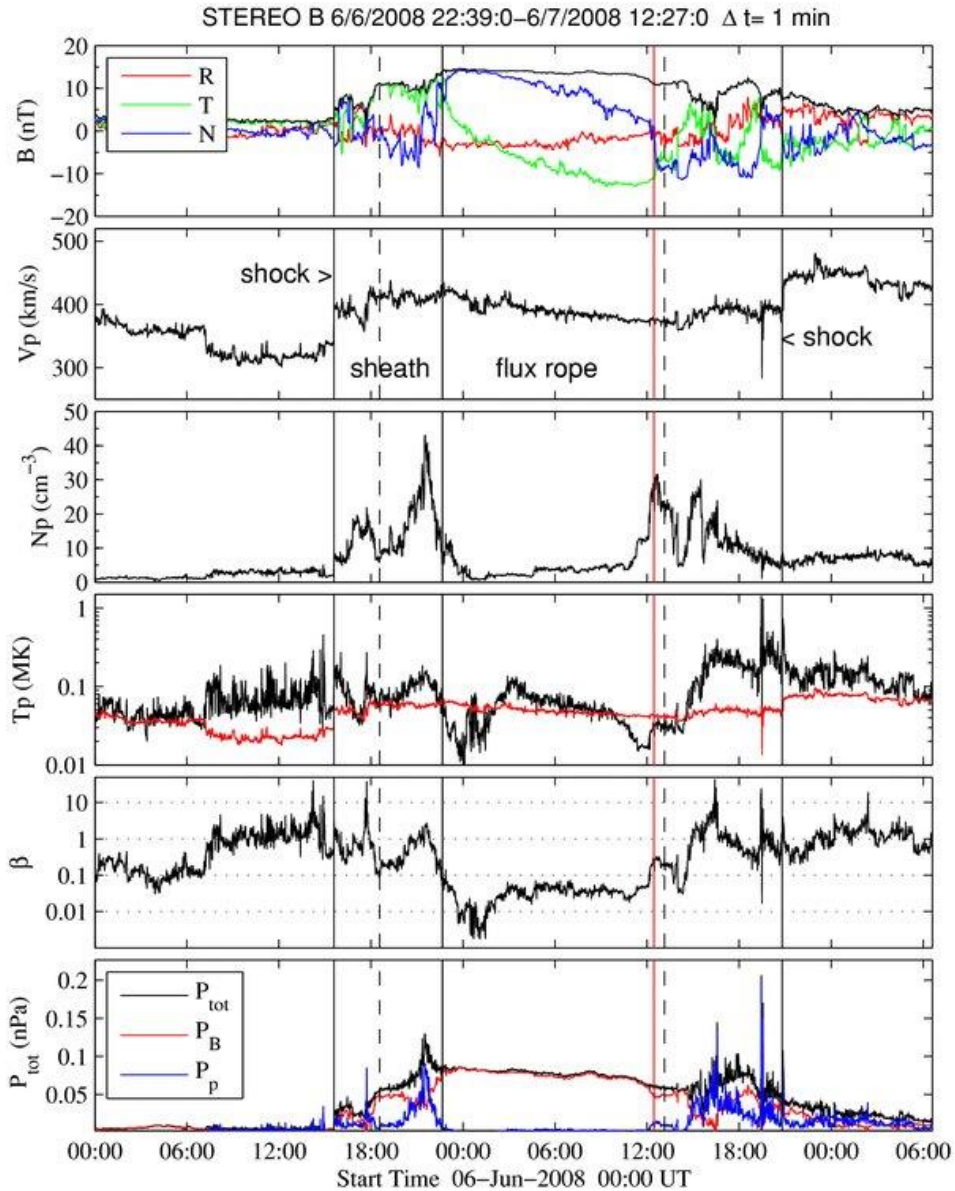 STEREO B 6/6/2008 22:39:0−6/7/2008 12:27:0 Δ t= 1 min
20
10
0
−10
−20
B (nT)
R
T
N
500
400
300
Vp (km/s)
shock >
sheath
flux rope
< shock
50
40
30
20
10
0
Np (cm−3)
1
0.1
0.01
Tp (MK)
10
1
0.1
0.01
β
0.2
0.15
0.1
0.05
Ptot (nPa)
Ptot
PB
Pp
00:00 06:00 12:00 18:00 00:00 06:00 12:00 18:00 00:00 06:00
Start Time 06−Jun−2008 00:00 UT